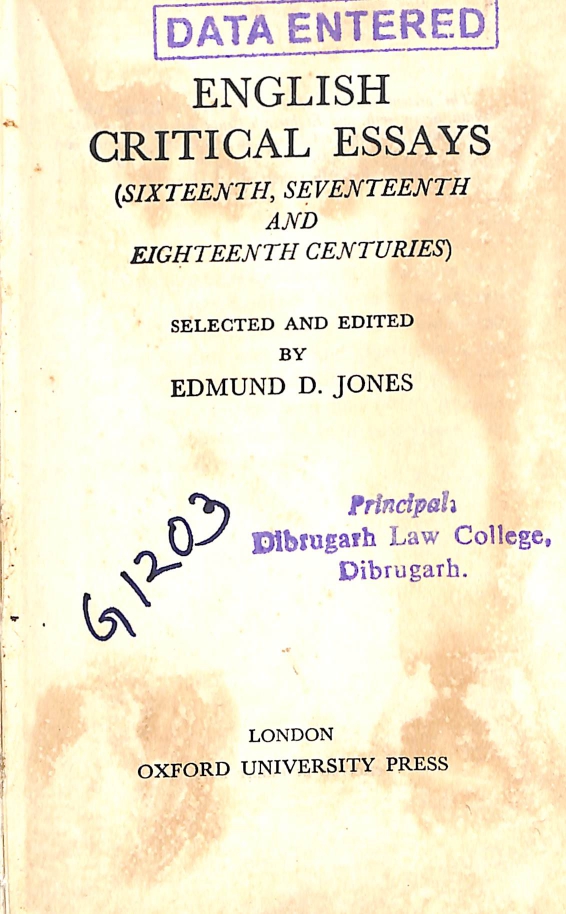 DATA ENTERED
ENGLISH
CRITICAL ESSAYS
(SIXTEENTH, SEVENTEENTH
AND
EIGHTEENTH CENTURIES)
SELECTED AND EDITED
BY
EDMUND D. JONES
G1203
Principal,
Dibrugarh Law College,
Dibrugarh.
LONDON
OXFORD UNIVERSITY PRESS